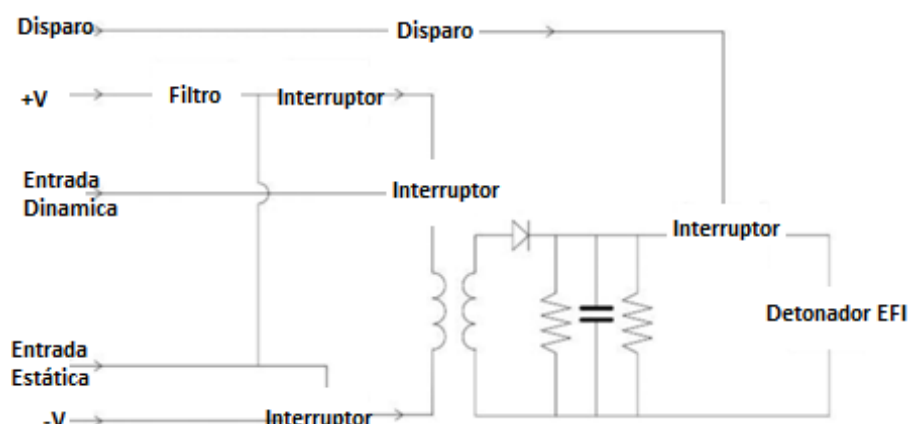 Disparo
Disparo
+V
Filtro
Interruptor
Entrada
Dinamica
Interruptor
Interruptor
Detonador EFI
Entrada
Estática
-V
Interruptor